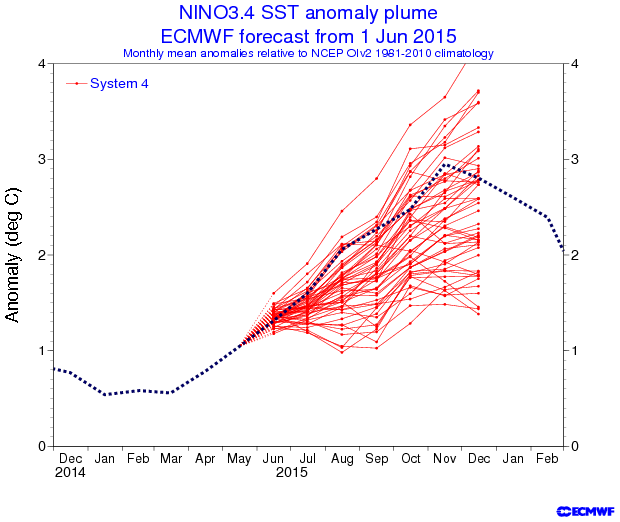 NINO3.4 SST anomaly plume
ECMWF forecast from 1 Jun 2015
Monthly mean anomalies relative to NCEP OIv2 1981-2010 climatology
System 4
Anomaly (deg C)
4 4
3 3
2 2
1 1
0 0
Dec Jan Feb Mar Apr May Jun Jul Aug Sep Oct Nov Dec Jan Feb
2014 2015
ECMWF